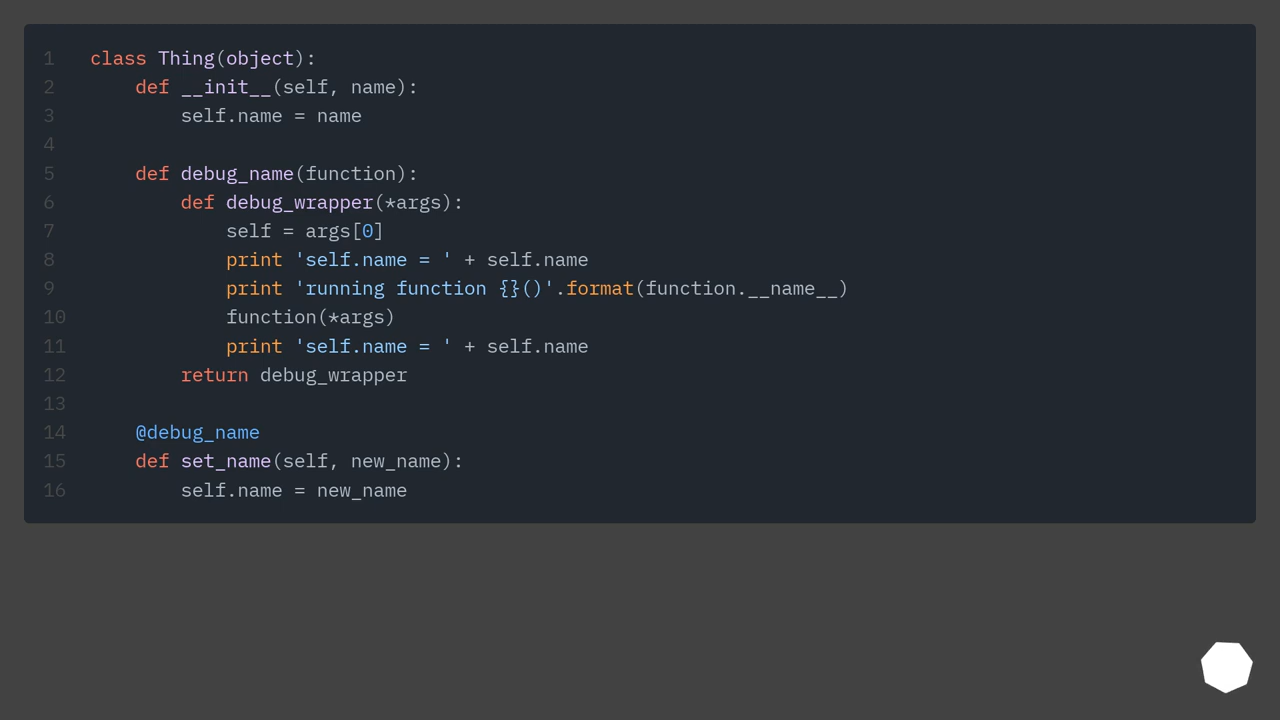 1 class Thing(object):
2     def __init__(self, name):
3         self.name = name
4
5     def debug_name(function):
6         def debug_wrapper(*args):
7             self = args[0]
8             print 'self.name = ' + self.name
9             print 'running function {}()'.format(function.__name__)
10             function(*args)
11             print 'self.name = ' + self.name
12         return debug_wrapper
13
14     @debug_name
15     def set_name(self, new_name):
16         self.name = new_name